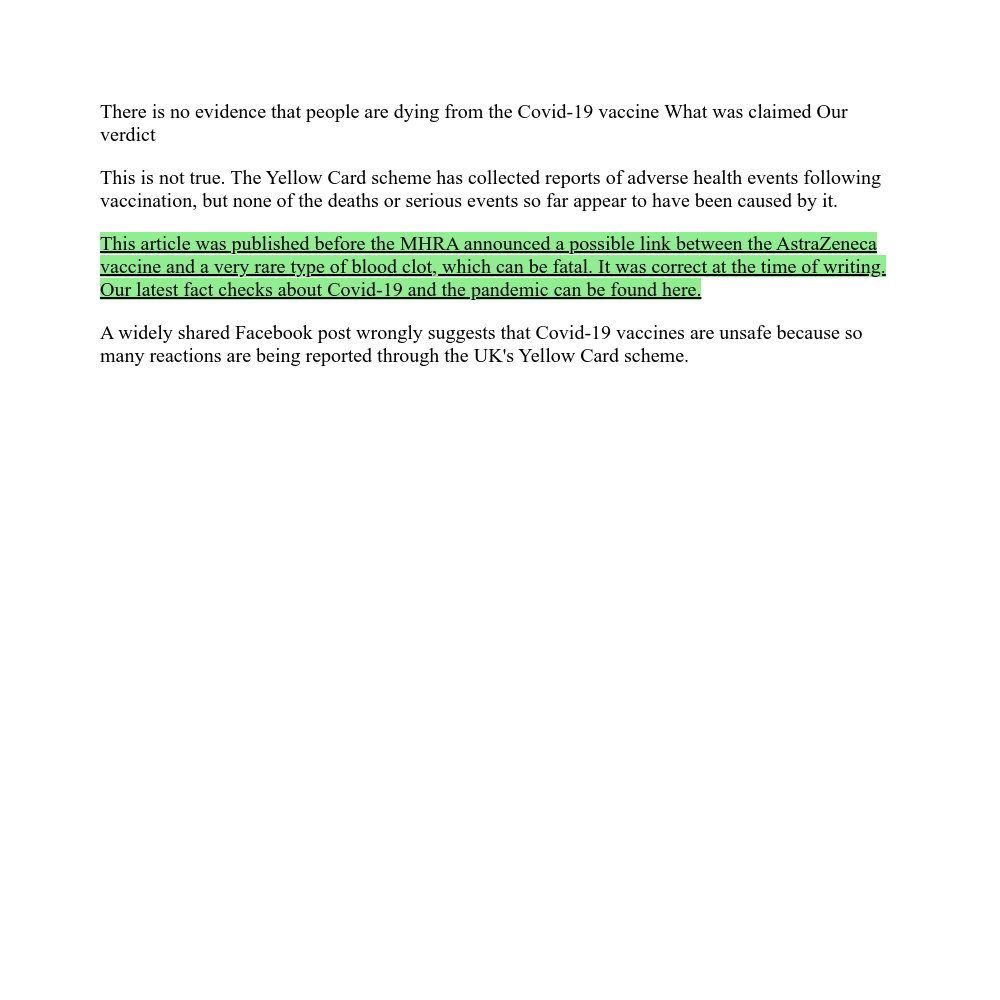 There is no evidence that people are dying from the Covid-19 vaccine What was claimed Our
verdict
This is not true. The Yellow Card scheme has collected reports of adverse health events following
vaccination, but none of the deaths or serious events so far appear to have been caused by it.
This article was published before the MHRA announced a possible link between the AstraZeneca
vaccine and a very rare type of blood clot, which can be fatal. It was correct at the time of writing.
Our latest fact checks about Covid-19 and the pandemic can be found here.
A widely shared Facebook post wrongly suggests that Covid-19 vaccines are unsafe because so
many reactions are being reported through the UK's Yellow Card scheme.